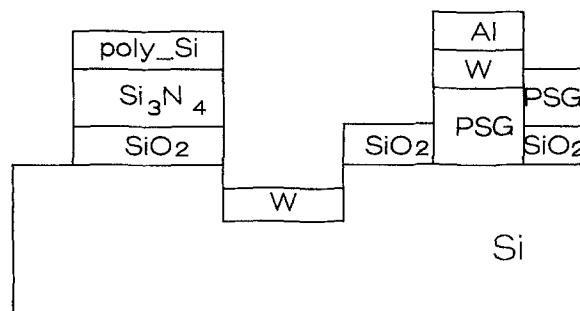 poly_Si
Si₃N₄
SiO₂
W
SiO₂
Al
W
PSG
PSG
SiO₂
Si